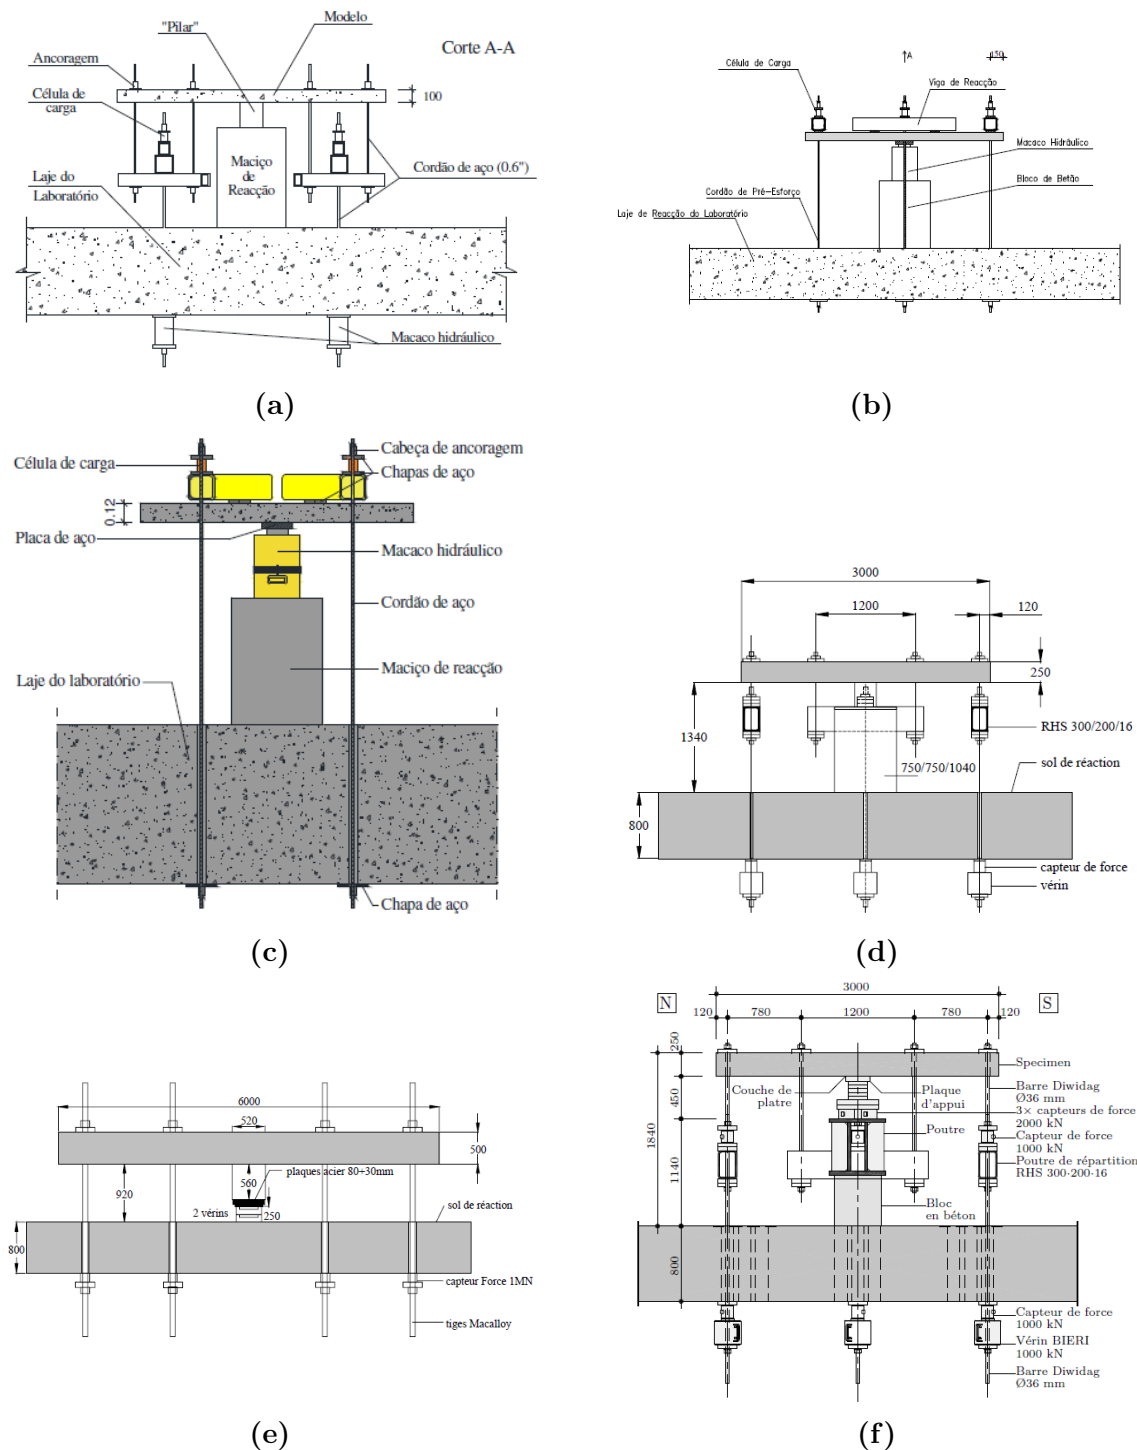 "Pilar"
Modelo
Corte A-A
Ancoragem
Célula de
carga
100
Maciço
de
Reacção
Cordão de aço (0.6")
Laje do
Laboratório
Macaco hidráulico
(a)
A
150
Célula de Carga
Viga de Reacção
Macaco Hidráulico
Bloco de Betão
Cordão de Pré-Esforço
Laje de Reacção do Laboratório
(b)
Cabeça de ancoragem
Célula de carga
Chapas de aço
0.12
Placa de aço
Macaco hidráulico
Cordão de aço
Maciço de reacção
Laje do laboratório
Chapa de aço
(c)
3000
1200
120
250
RHS 300/200/16
1340
750/750/1040
sol de réaction
800
capteur de force
vérin
(d)
6000
520
500
plaques acier 80+30mm
560
920
2 vérins
250
sol de réaction
800
capteur Force 1MN
tiges Macalloy
(e)
N
3000
S
120
780
1200
780
120
250
Specimen
Couche de
platre
Plaque
d'appui
Barre Diwidag
Ø36 mm
450
3× capteurs de force
2000 kN
1840
Poutre
Capteur de force
1000 kN
1140
Poutre de répartition
RHS 300·200·16
Bloc
en béton
800
Capteur de force
1000 kN
Vérin BIERI
1000 kN
Barre Diwidag
Ø36 mm
(f)